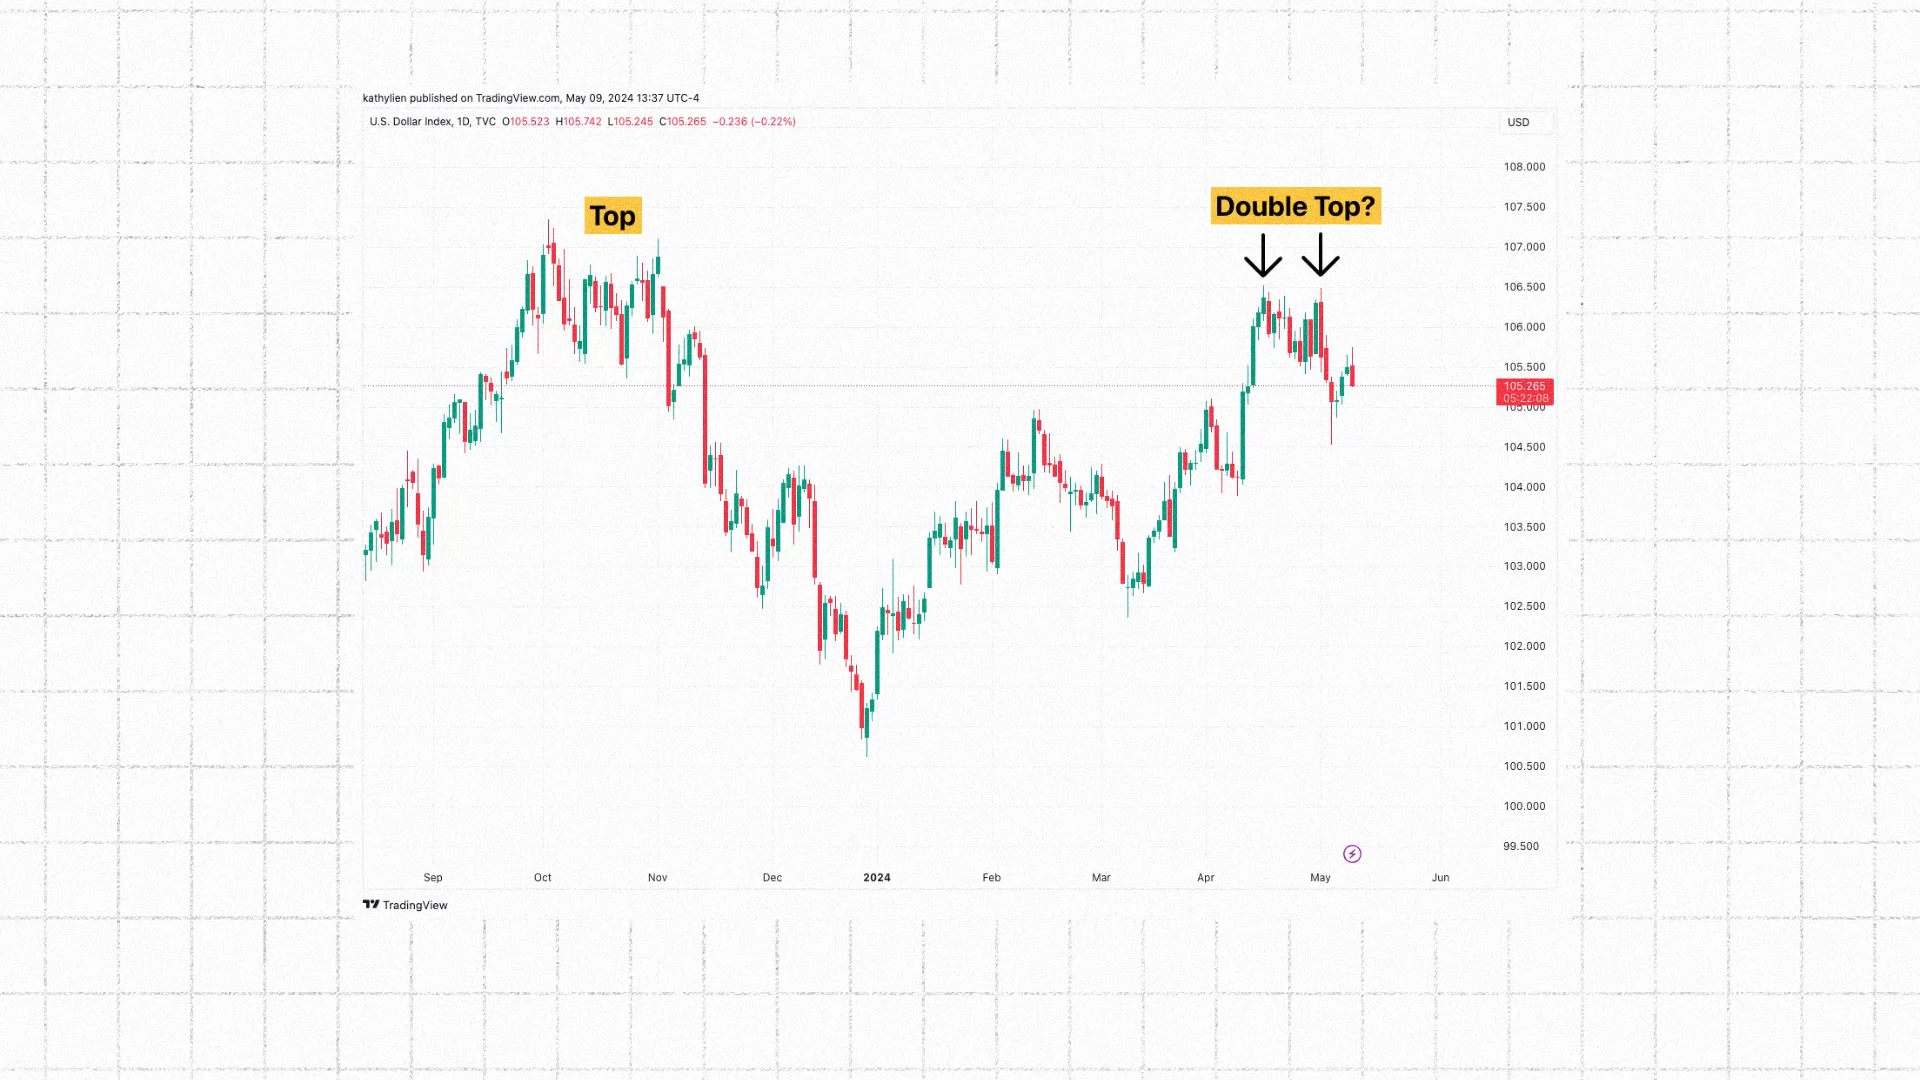 kathylien published on TradingView.com, May 09, 2024 13:37 UTC-4
U.S. Dollar Index, 1D, TVC O105.523 H105.742 L105.245 C105.265 −0.236 (−0.22%)
USD
108.000
Top
Double Top?
107.500
107.000
106.500
106.000
105.500
105.265
05:22:08
105.000
104.500
104.000
103.500
103.000
102.500
102.000
101.500
101.000
100.500
100.000
99.500
Sep Oct Nov Dec 2024 Feb Mar Apr May Jun
TradingView